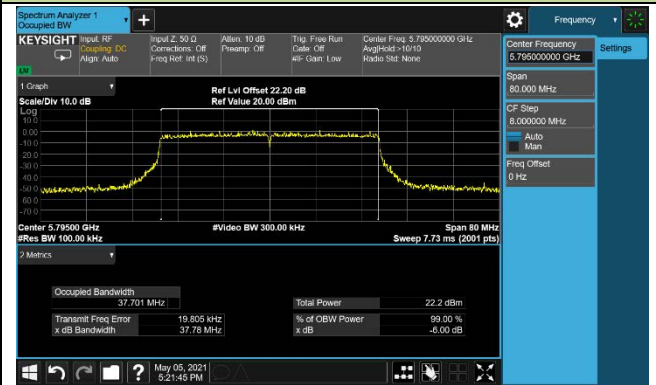 Spectrum Analyzer 1
Occupied BW
+
Frequency
KEYSIGHT
Input: RF
Coupling: DC
Align: Auto
Input Z: 50 Ω
Corrections: Off
Freq Ref: Int (S)
Atten: 10 dB
Preamp: Off
Trig: Free Run
Gate: Off
#IF Gain: Low
Center Freq: 5.795000000 GHz
Avg|Hold:>10/10
Radio Std: None
LXI
Center Frequency
5.795000000 GHz
Settings
Span
80.000 MHz
CF Step
8.000000 MHz
Auto
Man
Freq Offset
0 Hz
1 Graph
Scale/Div 10.0 dB
Ref Lvl Offset 22.20 dB
Ref Value 20.00 dBm
Log
10.0
0.00
-10.0
-20.0
-30.0
-40.0
-50.0
-60.0
-70.0
Center 5.79500 GHz
#Video BW 300.00 kHz
Span 80 MHz
#Res BW 100.00 kHz
Sweep 7.73 ms (2001 pts)
2 Metrics
Occupied Bandwidth
37.701 MHz
Total Power 22.2 dBm
Transmit Freq Error 19.805 kHz
% of OBW Power 99.00 %
x dB Bandwidth 37.78 MHz
x dB -6.00 dB
?
May 05, 2021
5:21:45 PM